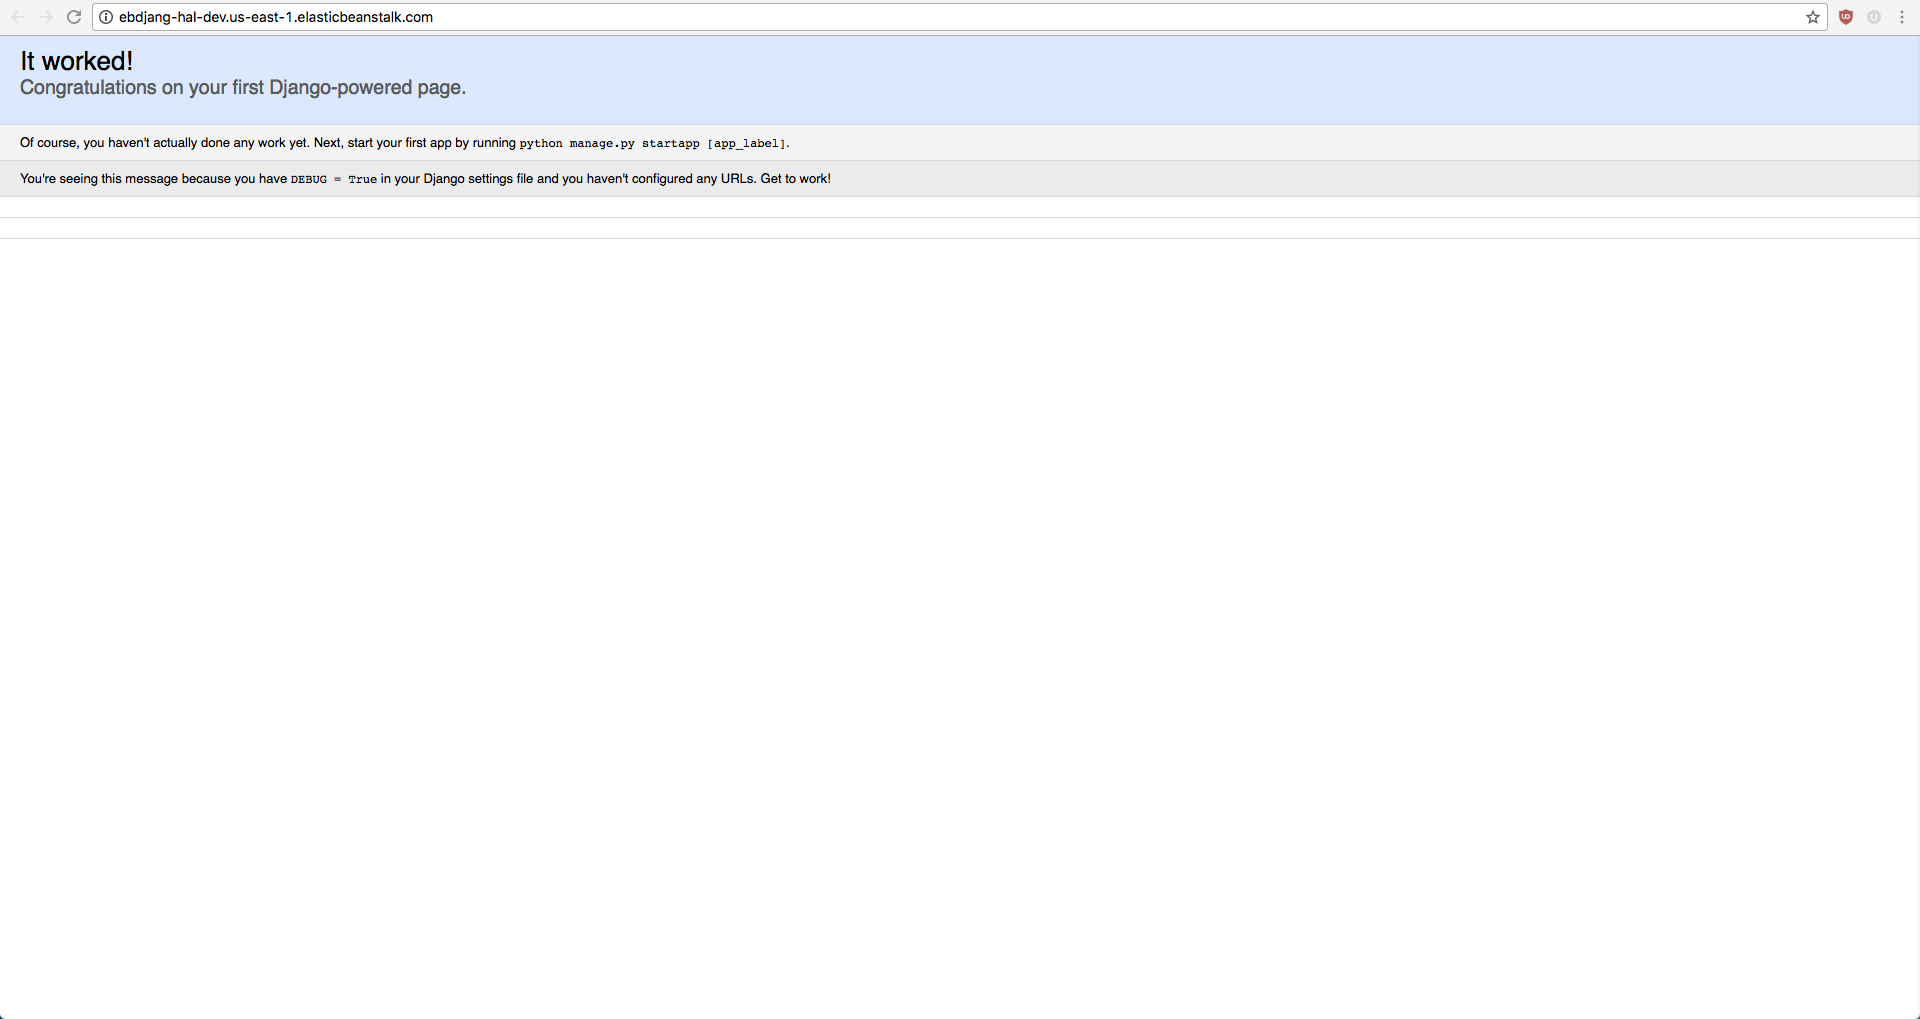 ebdjang-hal-dev.us-east-1.elasticbeanstalk.com
It worked!
Congratulations on your first Django-powered page.
Of course, you haven't actually done any work yet. Next, start your first app by running python manage.py startapp [app_label].
You're seeing this message because you have DEBUG = True in your Django settings file and you haven't configured any URLs. Get to work!